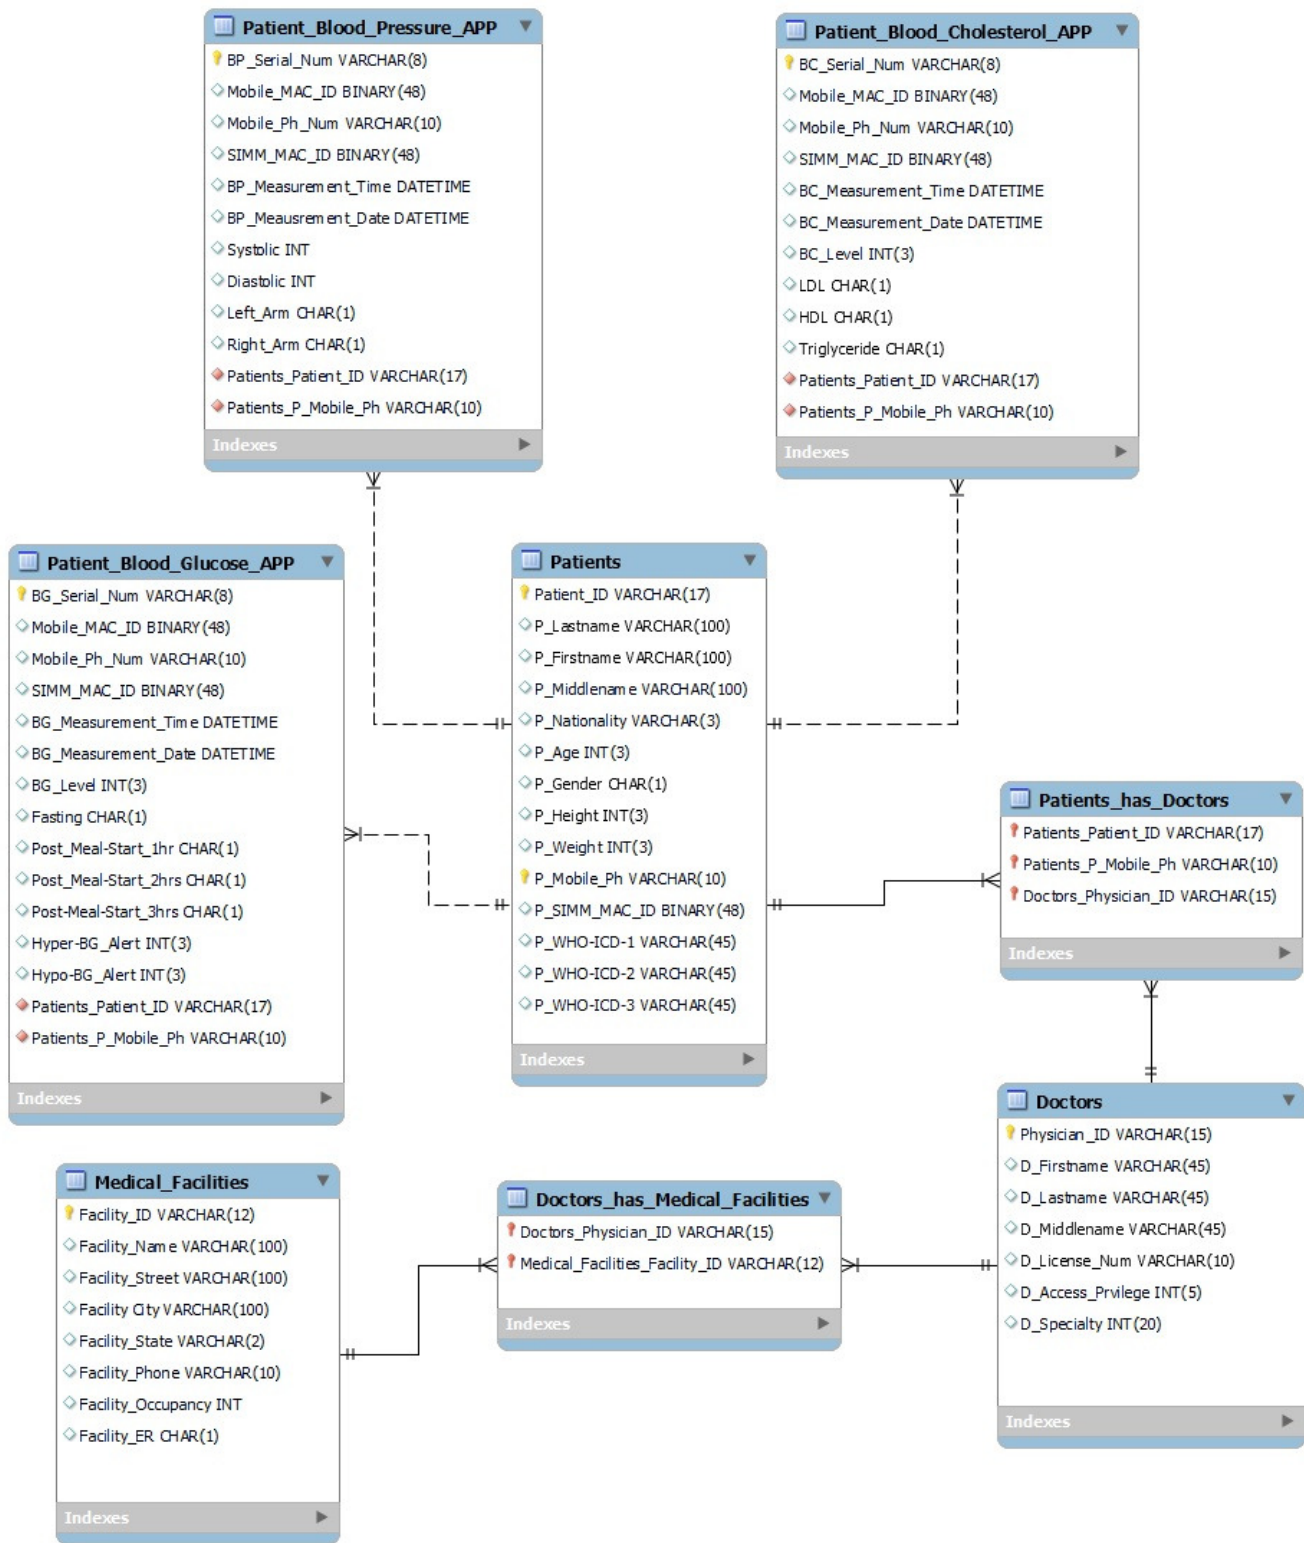 Patient_Blood_Pressure_APP
BP_Serial_Num VARCHAR(8)
Mobile_MAC_ID BINARY(48)
Mobile_Ph_Num VARCHAR(10)
SIMM_MAC_ID BINARY(48)
BP_Measurement_Time DATETIME
BP_Meausrement_Date DATETIME
Systolic INT
Diastolic INT
Left_Arm CHAR(1)
Right_Arm CHAR(1)
Patients_Patient_ID VARCHAR(17)
Patients_P_Mobile_Ph VARCHAR(10)
Indexes
Patient_Blood_Cholesterol_APP
BC_Serial_Num VARCHAR(8)
Mobile_MAC_ID BINARY(48)
Mobile_Ph_Num VARCHAR(10)
SIMM_MAC_ID BINARY(48)
BC_Measurement_Time DATETIME
BC_Measurement_Date DATETIME
BC_Level INT(3)
LDL CHAR(1)
HDL CHAR(1)
Triglyceride CHAR(1)
Patients_Patient_ID VARCHAR(17)
Patients_P_Mobile_Ph VARCHAR(10)
Indexes
Patient_Blood_Glucose_APP
BG_Serial_Num VARCHAR(8)
Mobile_MAC_ID BINARY(48)
Mobile_Ph_Num VARCHAR(10)
SIMM_MAC_ID BINARY(48)
BG_Measurement_Time DATETIME
BG_Measurement_Date DATETIME
BG_Level INT(3)
Fasting CHAR(1)
Post_Meal-Start_1hr CHAR(1)
Post_Meal-Start_2hrs CHAR(1)
Post-Meal-Start_3hrs CHAR(1)
Hyper-BG_Alert INT(3)
Hypo-BG_Alert INT(3)
Patients_Patient_ID VARCHAR(17)
Patients_P_Mobile_Ph VARCHAR(10)
Indexes
Patients
Patient_ID VARCHAR(17)
P_Lastname VARCHAR(100)
P_Firstname VARCHAR(100)
P_Middlename VARCHAR(100)
P_Nationality VARCHAR(3)
P_Age INT(3)
P_Gender CHAR(1)
P_Height INT(3)
P_Weight INT(3)
P_Mobile_Ph VARCHAR(10)
P_SIMM_MAC_ID BINARY(48)
P_WHO-ICD-1 VARCHAR(45)
P_WHO-ICD-2 VARCHAR(45)
P_WHO-ICD-3 VARCHAR(45)
Indexes
Patients_has_Doctors
Patients_Patient_ID VARCHAR(17)
Patients_P_Mobile_Ph VARCHAR(10)
Doctors_Physician_ID VARCHAR(15)
Indexes
Doctors
Physician_ID VARCHAR(15)
D_Firstname VARCHAR(45)
D_Lastname VARCHAR(45)
D_Middlename VARCHAR(45)
D_License_Num VARCHAR(10)
D_Access_Prvilege INT(5)
D_Specialty INT(20)
Indexes
Medical_Facilities
Facility_ID VARCHAR(12)
Facility_Name VARCHAR(100)
Facility_Street VARCHAR(100)
Facility City VARCHAR(100)
Facility_State VARCHAR(2)
Facility_Phone VARCHAR(10)
Facility_Occupancy INT
Facility_ER CHAR(1)
Indexes
Doctors_has_Medical_Facilities
Doctors_Physician_ID VARCHAR(15)
Medical_Facilities_Facility_ID VARCHAR(12)
Indexes